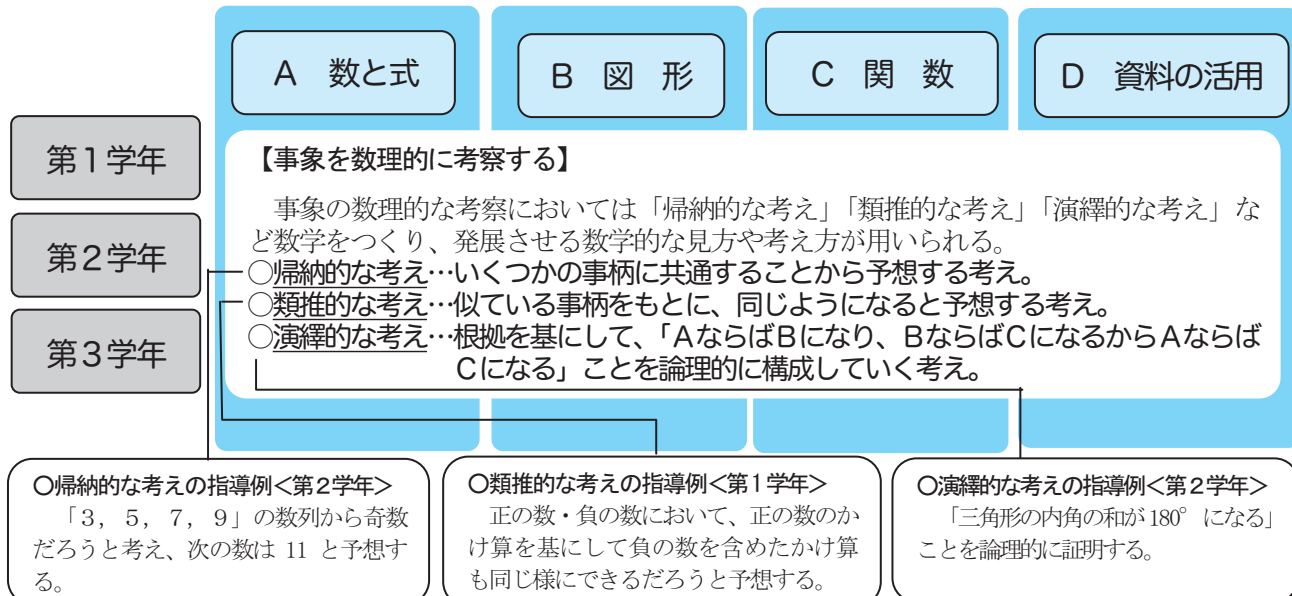 A 数と式
B 図 形
C 関 数
D 資料の活用
第1学年
第2学年
第3学年
【事象を数理的に考察する】
事象の数理的な考察においては「帰納的な考え」「類推的な考え」「演繹的な考え」な
ど数学をつくり、発展させる数学的な見方や考え方が用いられる。
○帰納的な考え…いくつかの事柄に共通することから予想する考え。
○類推的な考え…似ている事柄をもとに、同じようになると予想する考え。
○演繹的な考え…根拠を基にして、「AならばBになり、BならばCになるからAならば
Cになる」ことを論理的に構成していく考え。
○帰納的な考えの指導例<第2学年>
「3，5，7，9」の数列から奇数
だろうと考え、次の数は 11 と予想す
る。
○類推的な考えの指導例<第1学年>
正の数・負の数において、正の数のか
け算を基にして負の数を含めたかけ算
も同じ様にできるだろうと予想する。
○演繹的な考えの指導例<第2学年>
「三角形の内角の和が180° になる」
ことを論理的に証明する。